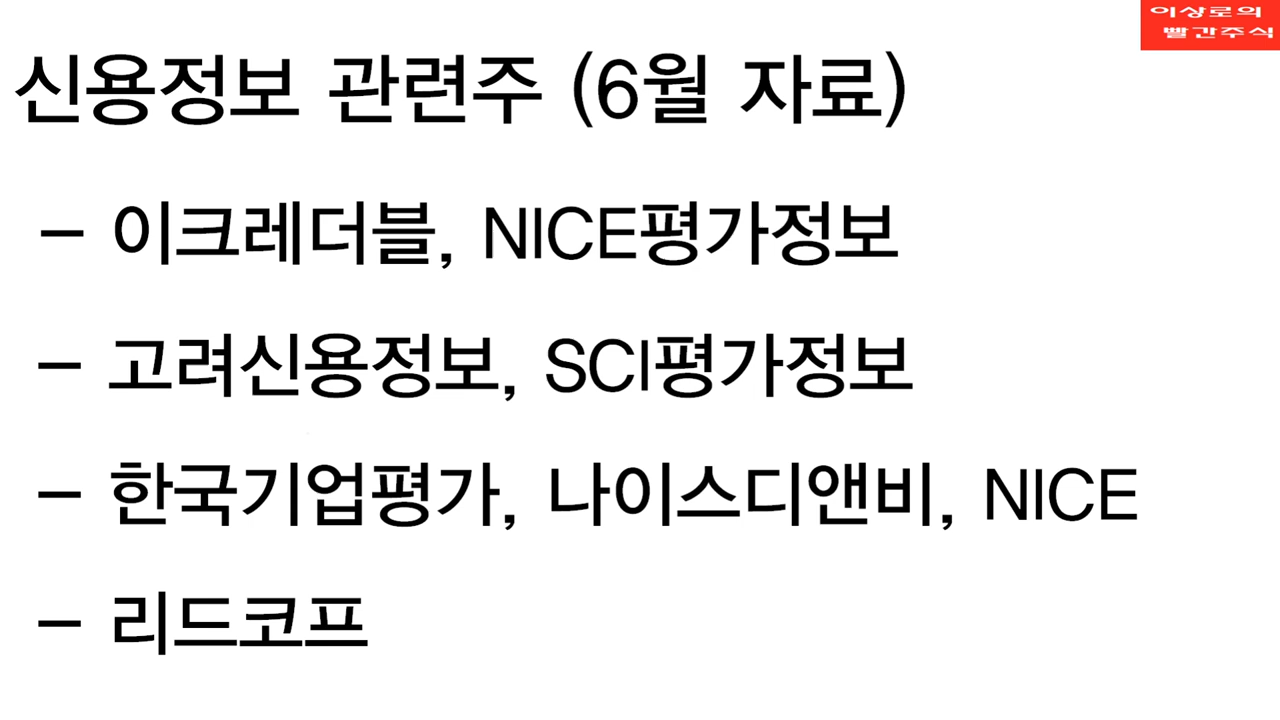 이상로의
빨간주식
신용정보 관련주 (6월 자료)
- 이크레더블, NICE평가정보
- 고려신용정보, SCI평가정보
- 한국기업평가, 나이스디앤비, NICE
- 리드코프